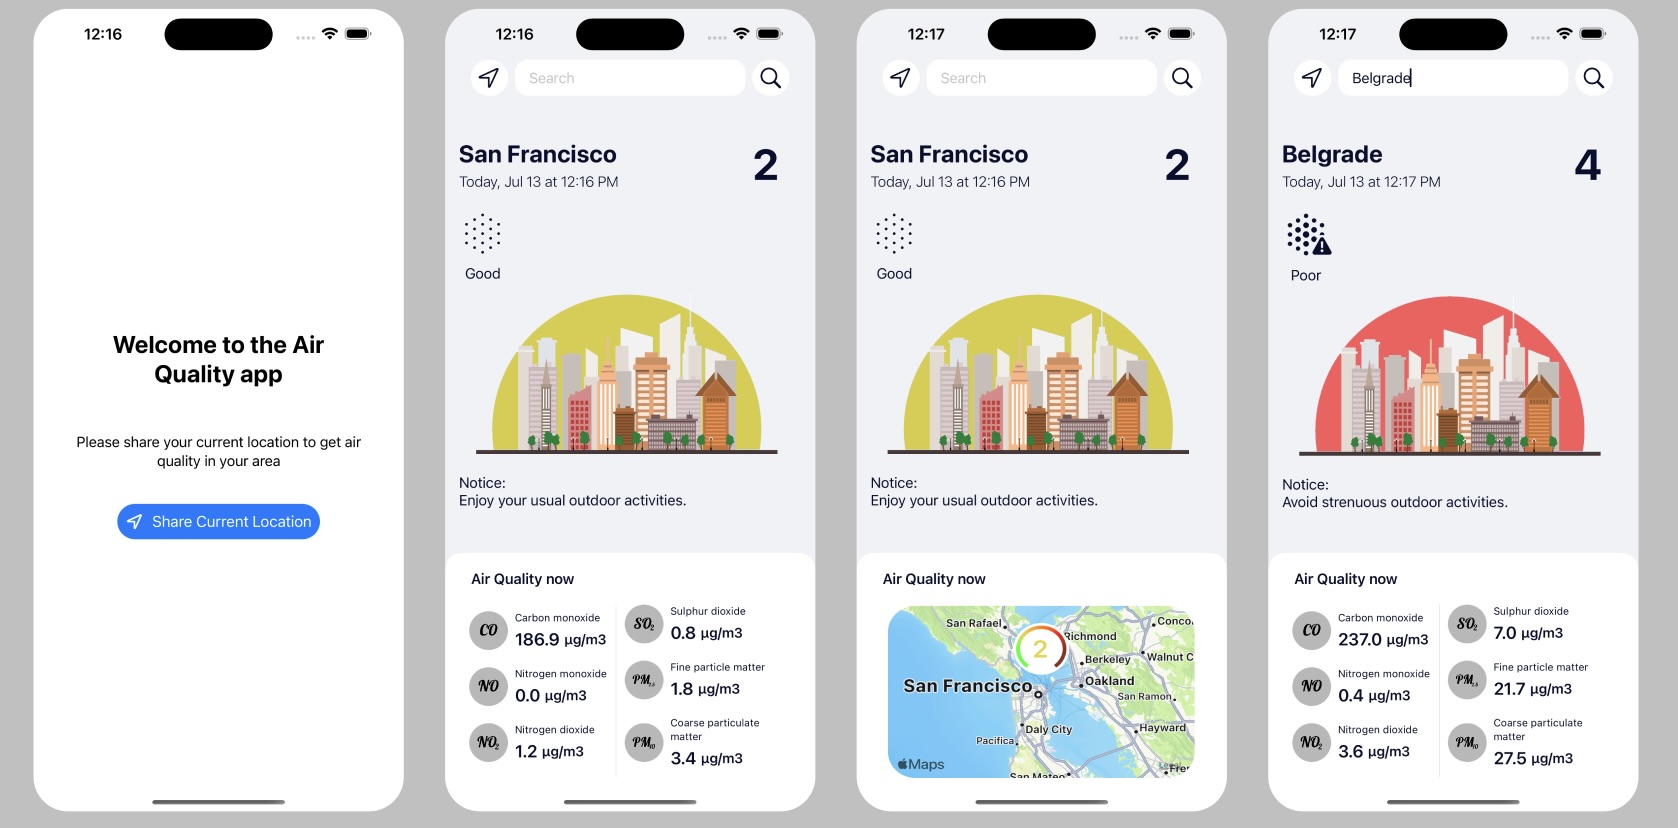 12:16
Welcome to the Air
Quality app
Please share your current location to get air
quality in your area
Share Current Location
12:16
Search
San Francisco
2
Today, Jul 13 at 12:16 PM
Good
Notice:
Enjoy your usual outdoor activities.
Air Quality now
CO
Carbon monoxide
186.9 µg/m3
NO
Nitrogen monoxide
0.0 µg/m3
NO2
Nitrogen dioxide
1.2 µg/m3
SO2
Sulphur dioxide
0.8 µg/m3
PM2.5
Fine particle matter
1.8 µg/m3
PM10
Coarse particulate
matter
3.4 µg/m3
12:17
Search
San Francisco
2
Today, Jul 13 at 12:16 PM
Good
Notice:
Enjoy your usual outdoor activities.
Air Quality now
San Rafael
Concor
2
Richmond
Berkeley
Walnut C
San Francisco
Oakland
San Ramon
Daly City
Hayward
Pacifica
San Mateo
Maps
Legal
Fren
12:17
Belgrade
Belgrade
4
Today, Jul 13 at 12:17 PM
Poor
Notice:
Avoid strenuous outdoor activities.
Air Quality now
CO
Carbon monoxide
237.0 µg/m3
NO
Nitrogen monoxide
0.4 µg/m3
NO2
Nitrogen dioxide
3.6 µg/m3
SO2
Sulphur dioxide
7.0 µg/m3
PM2.5
Fine particle matter
21.7 µg/m3
PM10
Coarse particulate
matter
27.5 µg/m3